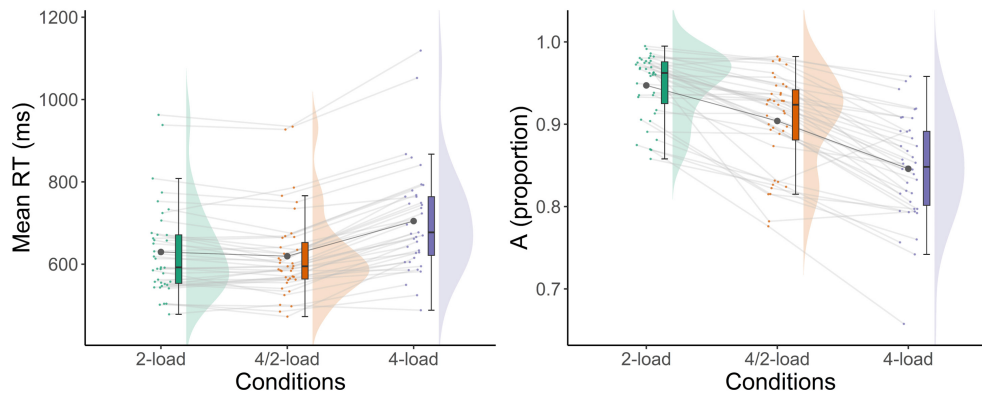 1200
1000
800
600
Mean RT (ms)
2-load 4/2-load 4-load
Conditions
1.0
0.9
0.8
0.7
A (proportion)
2-load 4/2-load 4-load
Conditions